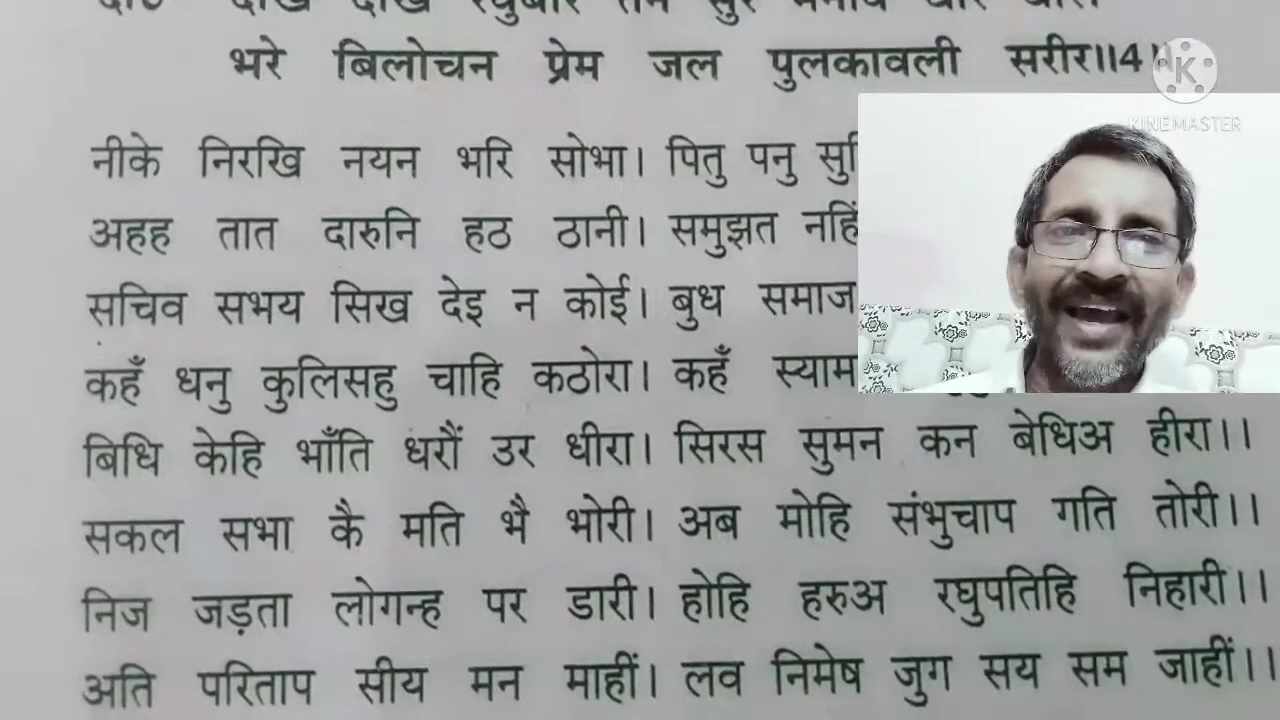 भरे बिलोचन प्रेम जल पुलकावली सरीर।।4।।
KINEMASTER
नीके निरखि नयन भरि सोभा। पितु पनु
अहह तात दारुनि हठ ठानी। समुझत नहिं
सचिव सभय सिख देइ न कोई। बुध समाज
कहँ धनु कुलिसहु चाहि कठोरा। कहँ स्याम
बिधि केहि भाँति धरौं उर धीरा। सिरस सुमन कन बेधिअ हीरा।।
सकल सभा कै मति भै भोरी। अब मोहि संभुचाप गति तोरी।।
निज जड़ता लोगन्ह पर डारी। होहि हरुअ रघुपतिहि निहारी।।
अति परिताप सीय मन माहीं। लव निमेष जुग सय सम जाहीं।।